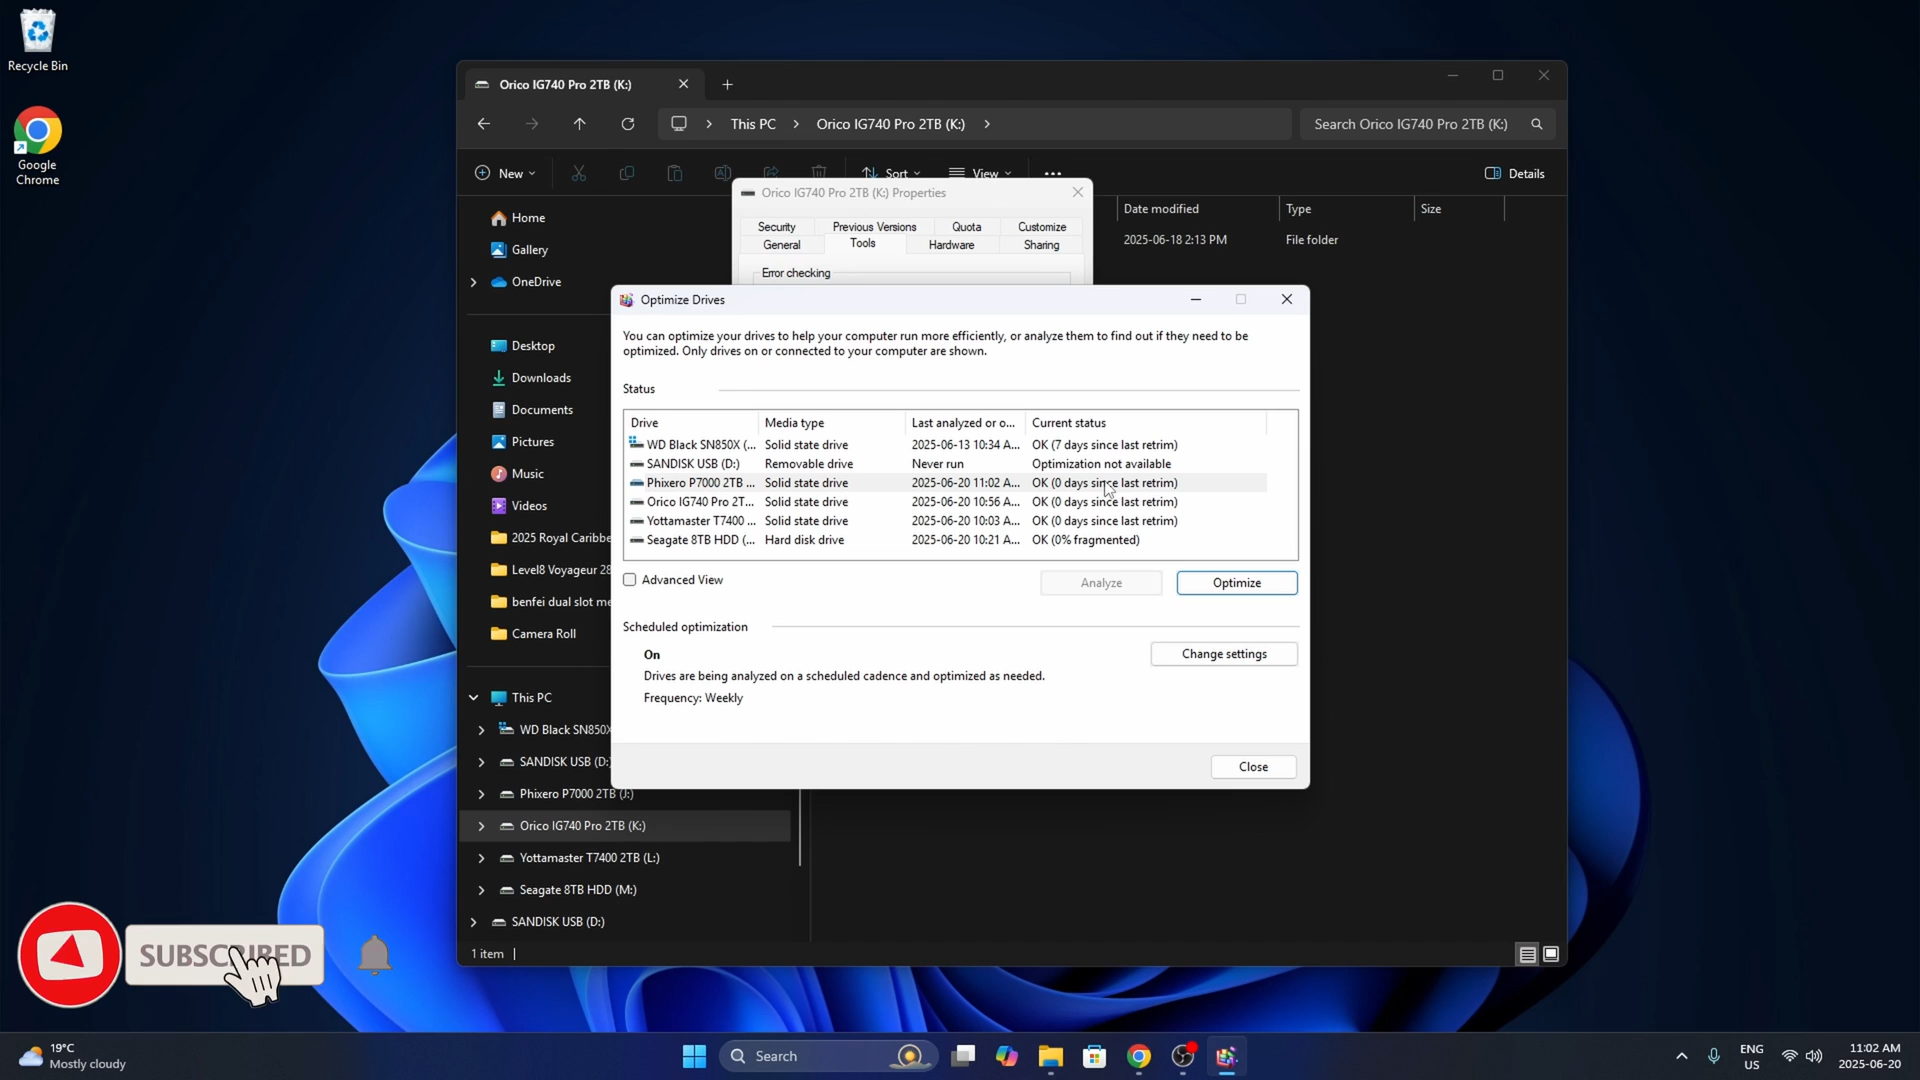 Recycle Bin
Google
Chrome
Orico IG740 Pro 2TB (K:)
This PC
Orico IG740 Pro 2TB (K:)
Search Orico IG740 Pro 2TB (K:)
New
Sort
View
Details
Home
Gallery
OneDrive
Desktop
Downloads
Documents
Pictures
Music
Videos
2025 Royal Caribbe
Level8 Voyageur 28
benfei dual slot me
Camera Roll
This PC
WD Black SN850X
SANDISK USB (D:)
Phixero P7000 2TB (J:)
Orico IG740 Pro 2TB (K:)
Yottamaster T7400 2TB (L:)
Seagate 8TB HDD (M:)
SANDISK USB (D:)
1 item
Date modified
Type
Size
2025-06-18 2:13 PM
File folder
Orico IG740 Pro 2TB (K:) Properties
Security
Previous Versions
Quota
Customize
General
Tools
Hardware
Sharing
Error checking
Optimize Drives
You can optimize your drives to help your computer run more efficiently, or analyze them to find out if they need to be
optimized. Only drives on or connected to your computer are shown.
Status
Drive Media type Last analyzed or o... Current status
WD Black SN850X (... Solid state drive 2025-06-13 10:34 A... OK (7 days since last retrim)
SANDISK USB (D:) Removable drive Never run Optimization not available
Phixero P7000 2TB ... Solid state drive 2025-06-20 11:02 A... OK (0 days since last retrim)
Orico IG740 Pro 2T... Solid state drive 2025-06-20 10:56 A... OK (0 days since last retrim)
Yottamaster T7400 ... Solid state drive 2025-06-20 10:03 A... OK (0 days since last retrim)
Seagate 8TB HDD (... Hard disk drive 2025-06-20 10:21 A... OK (0% fragmented)
Advanced View
Analyze
Optimize
Scheduled optimization
On
Change settings
Drives are being analyzed on a scheduled cadence and optimized as needed.
Frequency: Weekly
Close
SUBSCRIBED
19°C
Mostly cloudy
Search
ENG
US
11:02 AM
2025-06-20